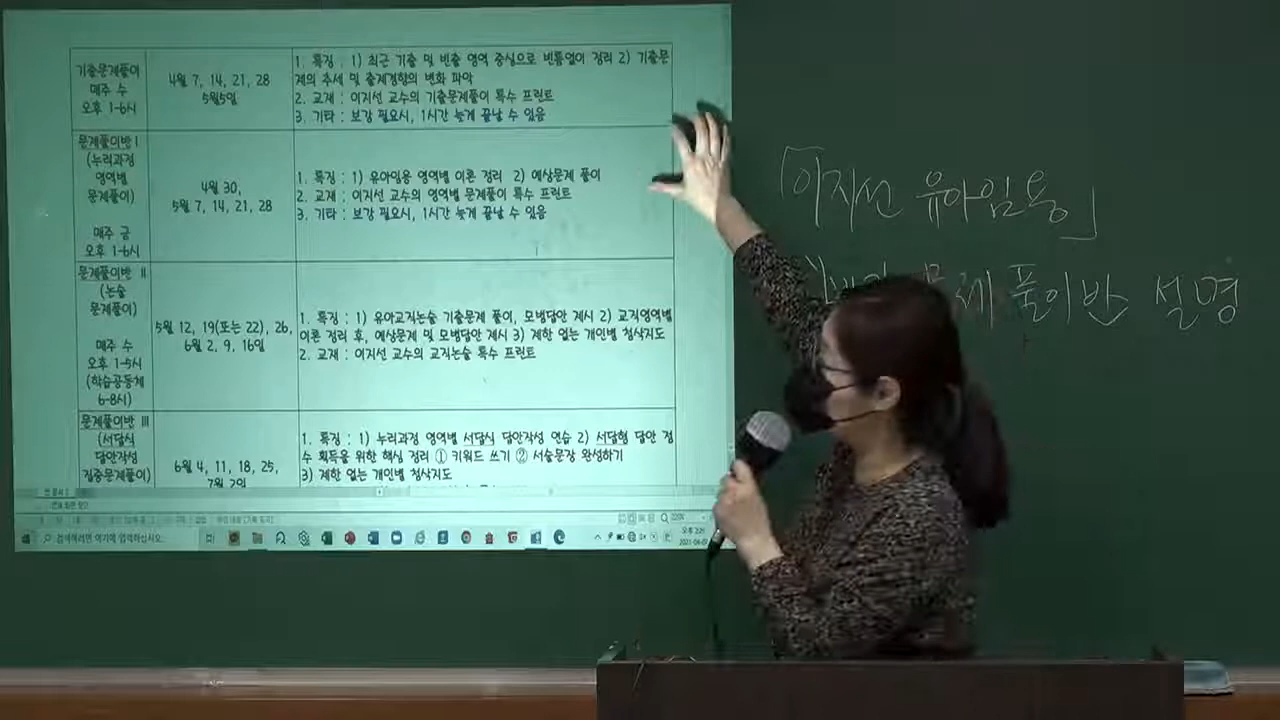 기출문제풀이
매주 수
오후 1-6시
4월 7, 14, 21, 28
5월5일
1. 특징 : 1) 최근 기출 및 빈출 영역 중심으로 빈틈없이 정리 2) 기출문
제의 추세 및 출제경향의 변화 파악
2. 교재 : 이지선 교수의 기출문제풀이 특수 프린트
3. 기타 : 보강 필요시, 1시간 늦게 끝날 수 있음
문제풀이반 I
(누리과정
영역별
문제풀이)
매주 금
오후 1-6시
4월 30,
5월 7, 14, 21, 28
1. 특징 : 1) 유아임용 영역별 이론 정리 2) 예상문제 풀이
2. 교재 : 이지선 교수의 영역별 문제풀이 특수 프린트
3. 기타 : 보강 필요시, 1시간 늦게 끝날 수 있음
문제풀이반 II
(논술
문제풀이)
매주 수
오후 1-5시
(학습공동체
6-8시)
5월 12, 19(또는 22), 26,
6월 2, 9, 16일
1. 특징 : 1) 유아교직논술 기출문제 풀이, 모범답안 제시 2) 교직영역별
이론 정리 후, 예상문제 및 모범답안 제시 3) 제한 없는 개인별 첨삭지도
2. 교재 : 이지선 교수의 교직논술 특수 프린트
문제풀이반 III
(서답식
답안작성
집중문제풀이)
6월 4, 11, 18, 25,
7월 2일
1. 특징 : 1) 누리과정 영역별 서답식 답안작성 연습 2) 서답형 답안 점
수 획득을 위한 핵심 정리 ① 키워드 쓰기 ② 서술문장 완성하기
3) 제한 없는 개인별 첨삭지도
검색하려면 여기에 입력하십시오.
「이지선 유아임용」
문제풀이반 설명